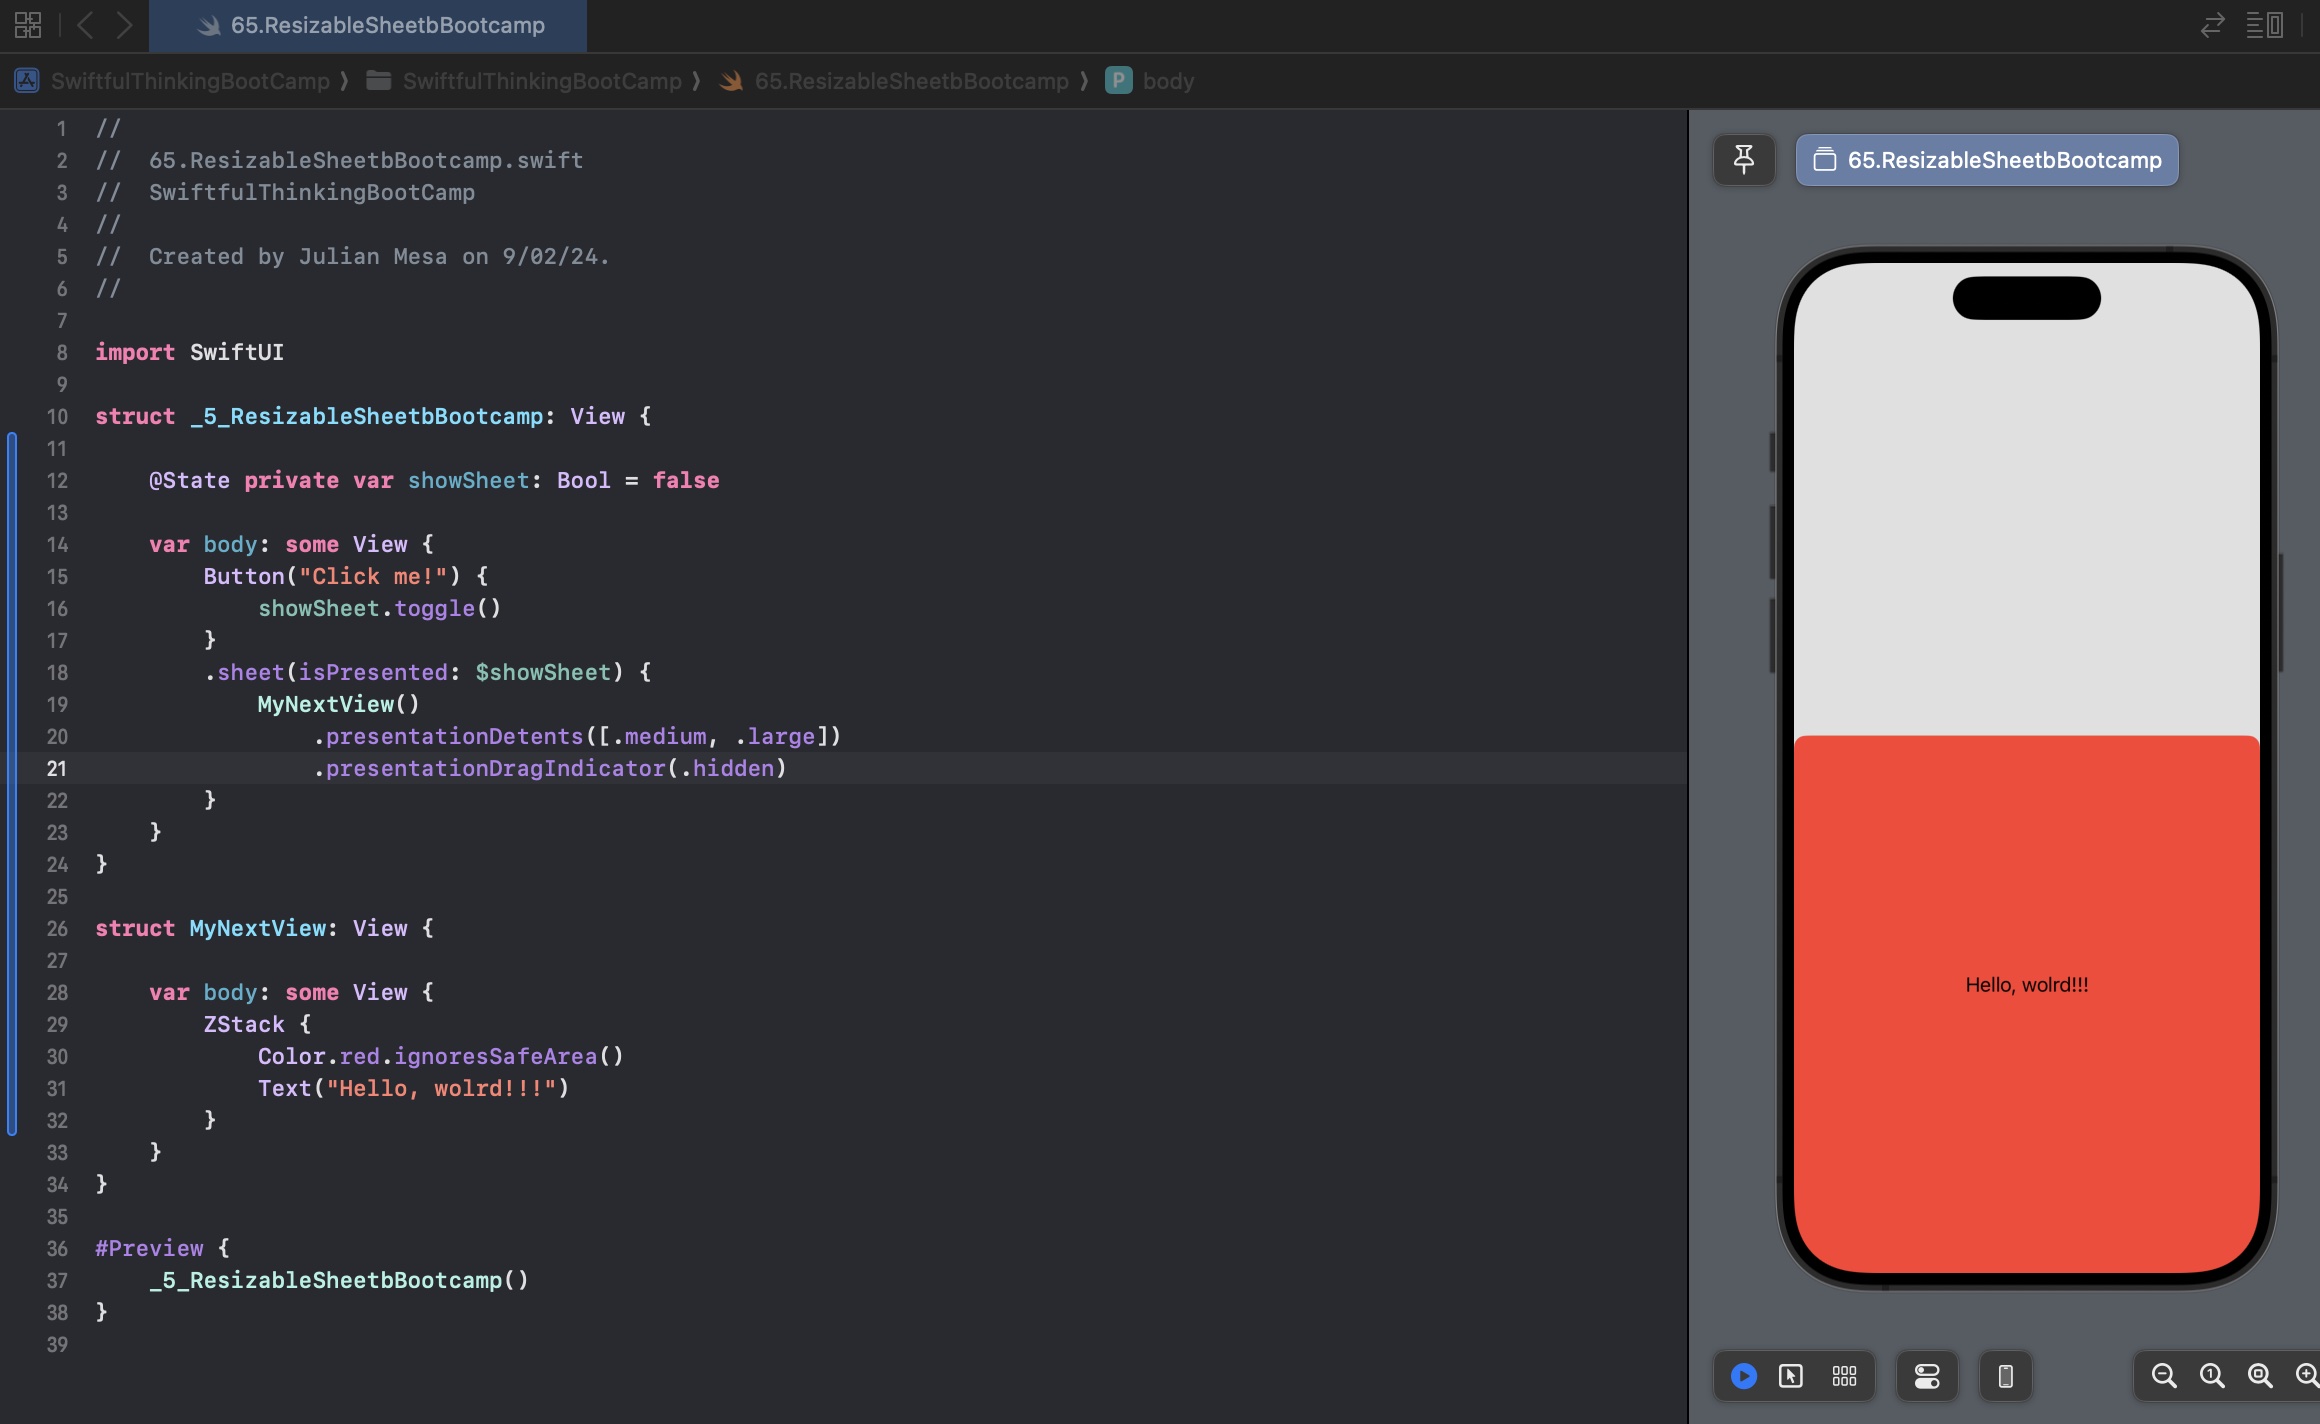 65.ResizableSheetbBootcamp
SwiftfulThinkingBootCamp ⟩ SwiftfulThinkingBootCamp ⟩ 65.ResizableSheetbBootcamp ⟩ P body
1 //
2 //  65.ResizableSheetbBootcamp.swift
3 //  SwiftfulThinkingBootCamp
4 //
5 //  Created by Julian Mesa on 9/02/24.
6 //
7
8 import SwiftUI
9
10 struct _5_ResizableSheetbBootcamp: View {
11
12     @State private var showSheet: Bool = false
13
14     var body: some View {
15         Button("Click me!") {
16             showSheet.toggle()
17         }
18         .sheet(isPresented: $showSheet) {
19             MyNextView()
20                 .presentationDetents([.medium, .large])
21                 .presentationDragIndicator(.hidden)
22         }
23     }
24 }
25
26 struct MyNextView: View {
27
28     var body: some View {
29         ZStack {
30             Color.red.ignoresSafeArea()
31             Text("Hello, wolrd!!!")
32         }
33     }
34 }
35
36 #Preview {
37     _5_ResizableSheetbBootcamp()
38 }
39
65.ResizableSheetbBootcamp
Hello, wolrd!!!